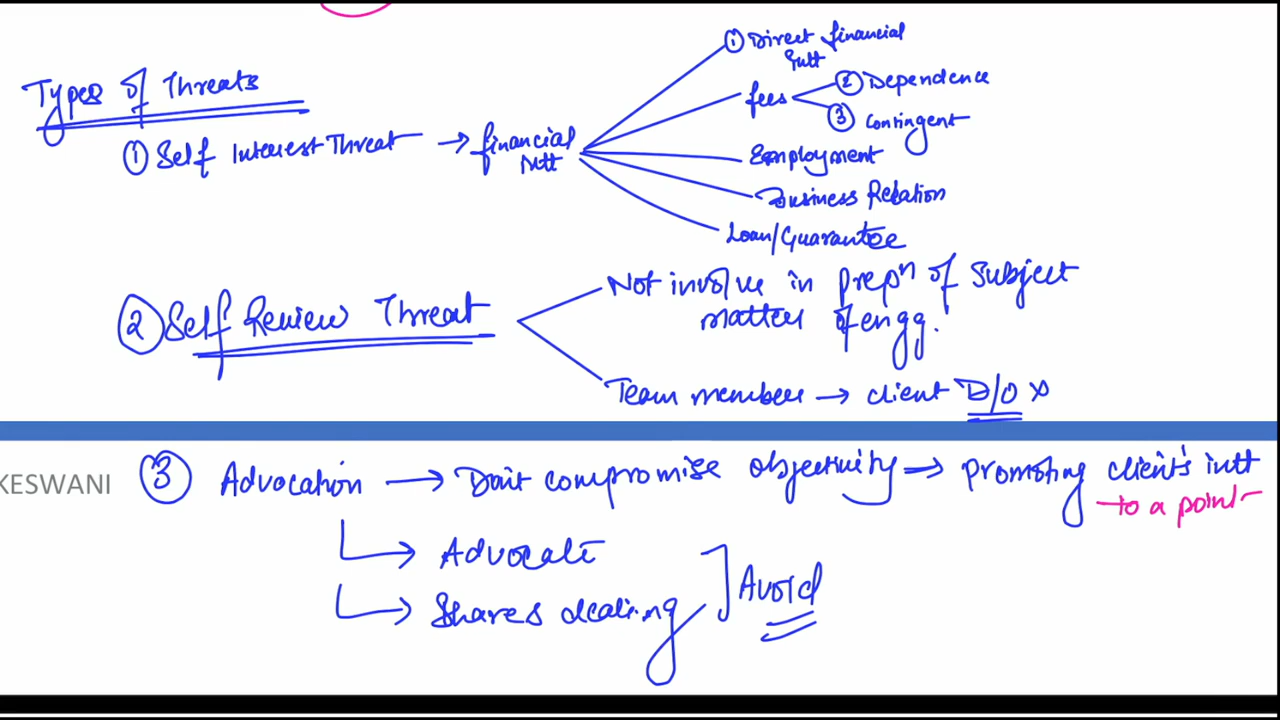 Types of Threats
① Self Interest Threat → financial Intt
① Direct financial Intt
fees
② Dependence
③ Contingent
Employment
Business Relation
Loan/Guarantee
② Self Review Threat
Not involve in prepⁿ of Subject
matter of engg.
Team members → client D/O x
KESWANI
③ Advocation → Don't compromise objectivity → promoting client's intt
to a point
→ Advocate
→ Shares dealing
Avoid